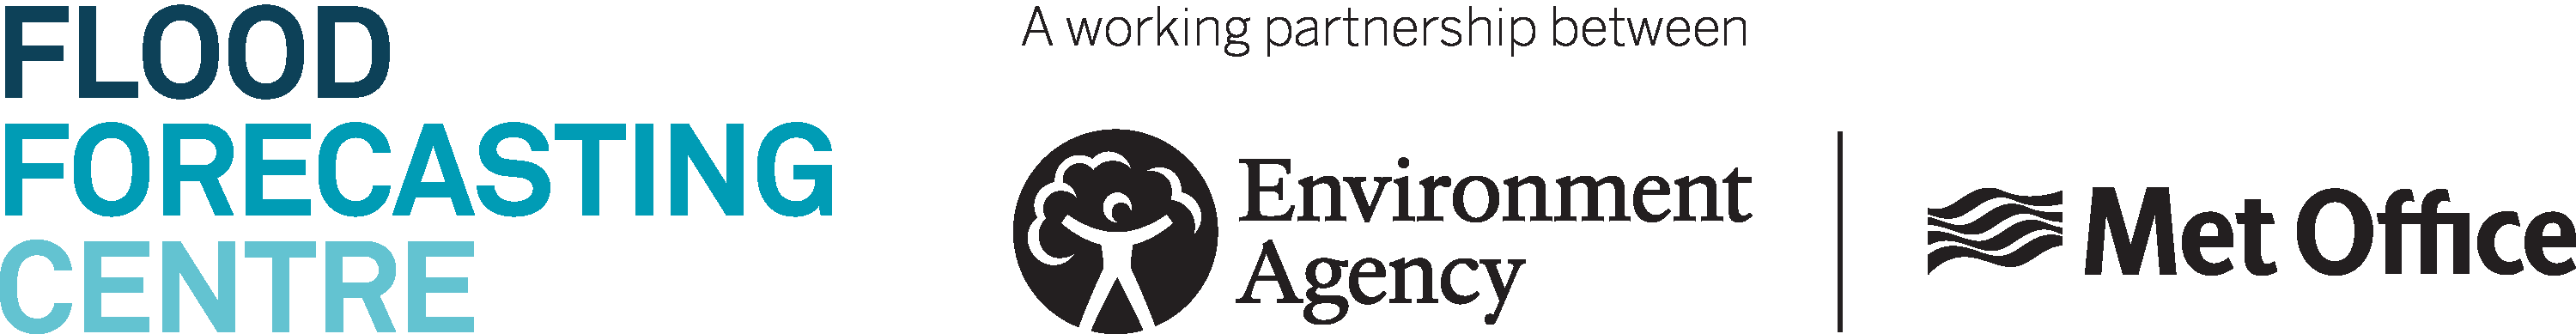 FLOOD
FORECASTING
CENTRE
A working partnership between
Environment
Agency
Met Office